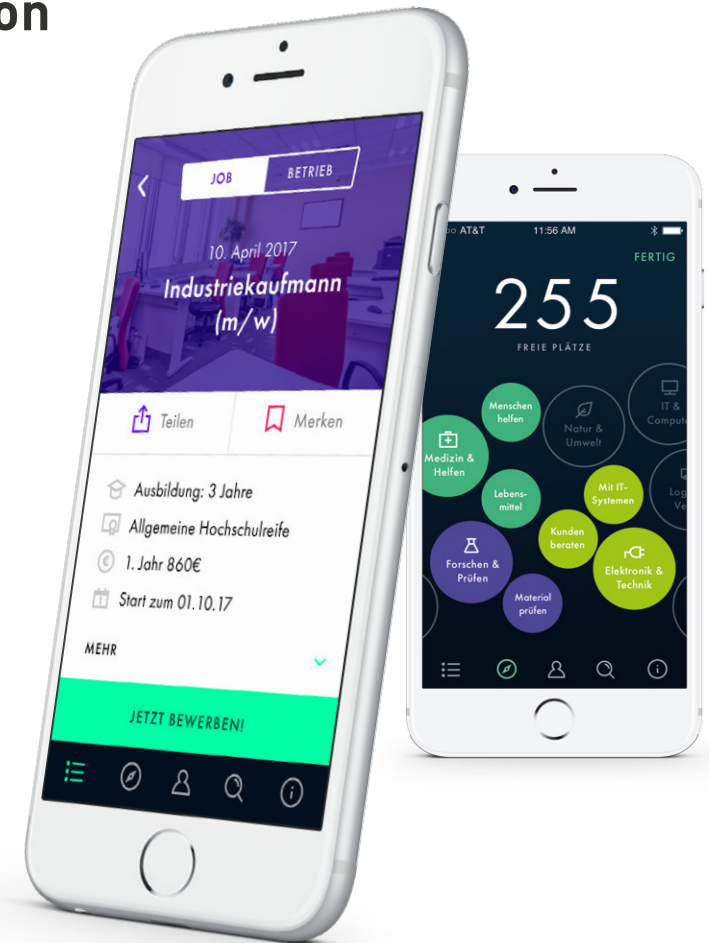 on
JOB
BETRIEB
10. April 2017
Industriekaufmann
(m/w)
Teilen
Merken
Ausbildung: 3 Jahre
Allgemeine Hochschulreife
1. Jahr 860€
Start zum 01.10.17
MEHR
JETZT BEWERBEN!
AT&T
11:56 AM
FERTIG
255
FREIE PLÄTZE
Menschen
helfen
Natur &
Umwelt
IT &
Medizin &
Helfen
Lebens-
mittel
Mit IT-
Systemen
Kunden
beraten
Forschen &
Prüfen
Elektronik &
Technik
Material
prüfen